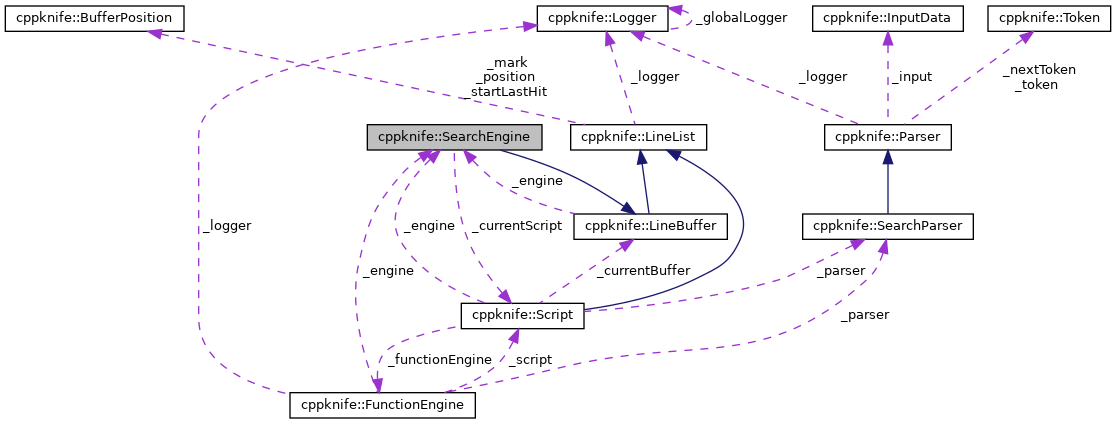 cppknife::BufferPosition
cppknife::Logger
_globalLogger
cppknife::InputData
cppknife::Token
_mark
_position
_startLastHit
_logger
_logger
_input
_nextToken
_token
cppknife::SearchEngine
cppknife::LineList
cppknife::Parser
_engine
_logger
_engine
_currentScript
cppknife::LineBuffer
cppknife::SearchParser
_engine
_currentBuffer
_parser
cppknife::Script
_parser
_functionEngine
_script
cppknife::FunctionEngine